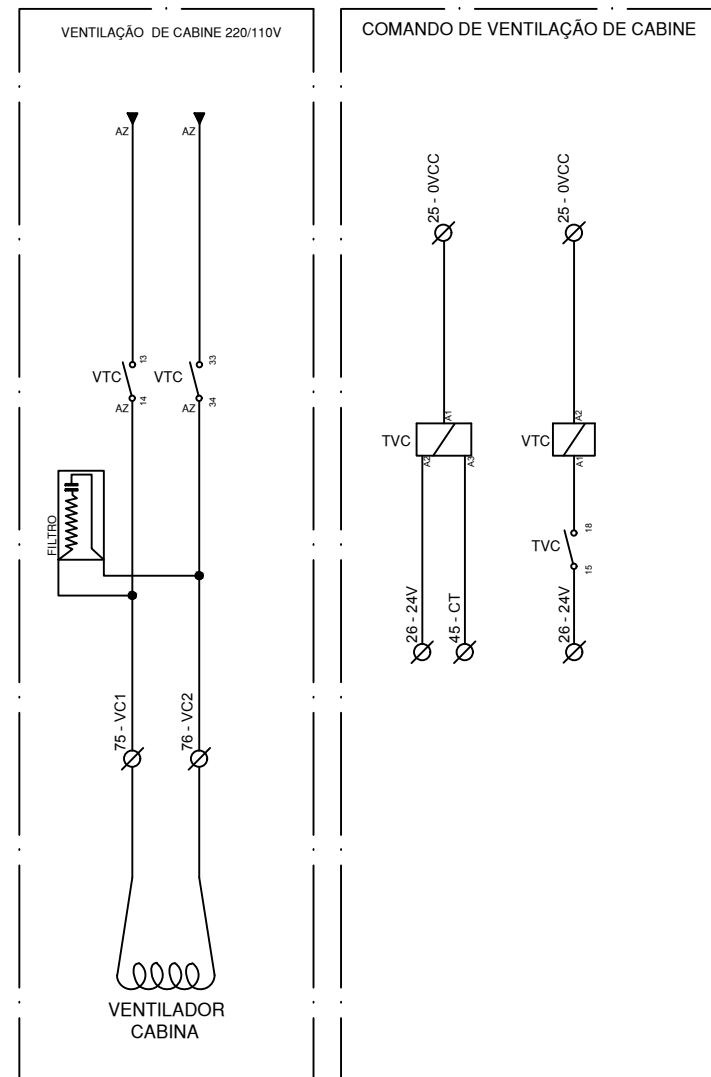 VENTILAÇÃO DE CABINE 220/110V
AZ
AZ
VTC
13
14
AZ
VTC
33
34
AZ
FILTRO
75 - VC1
76 - VC2
VENTILADOR
CABINA
COMANDO DE VENTILAÇÃO DE CABINE
25 - 0VCC
25 - 0VCC
TVC
A1
A2
A3
26 - 24V
45 - CT
VTC
A2
A1
TVC
18
15
26 - 24V